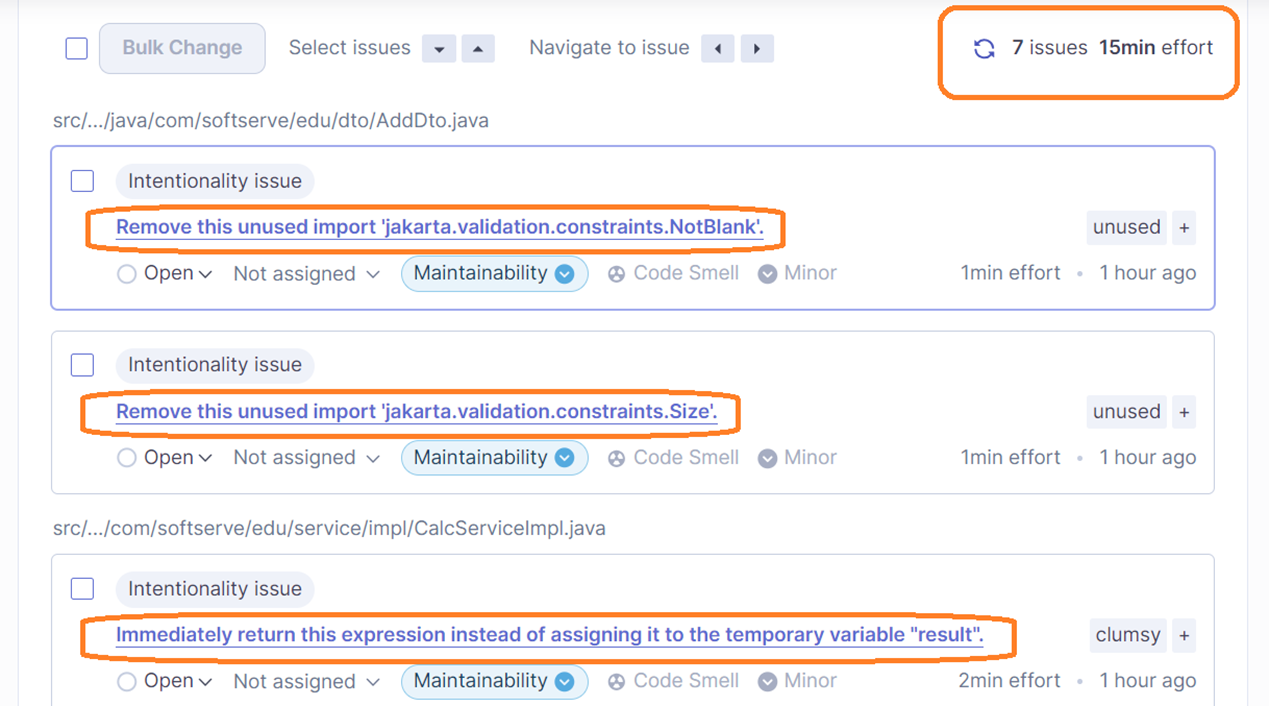 Bulk Change Select issues Navigate to issue 7 issues 15min effort
src/.../java/com/softserve/edu/dto/AddDto.java
Intentionality issue
Remove this unused import 'jakarta.validation.constraints.NotBlank'. unused +
Open Not assigned Maintainability Code Smell Minor 1min effort • 1 hour ago
Intentionality issue
Remove this unused import 'jakarta.validation.constraints.Size'. unused +
Open Not assigned Maintainability Code Smell Minor 1min effort • 1 hour ago
src/.../com/softserve/edu/service/impl/CalcServiceImpl.java
Intentionality issue
Immediately return this expression instead of assigning it to the temporary variable "result". clumsy +
Open Not assigned Maintainability Code Smell Minor 2min effort • 1 hour ago